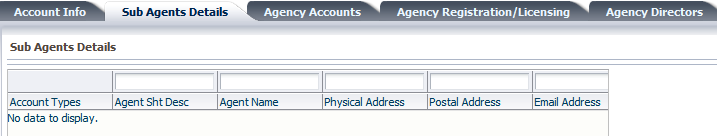 Account Info Sub Agents Details Agency Accounts Agency Registration/Licensing Agency Directors
Sub Agents Details
Account Types Agent Sht Desc Agent Name Physical Address Postal Address Email Address
No data to display.